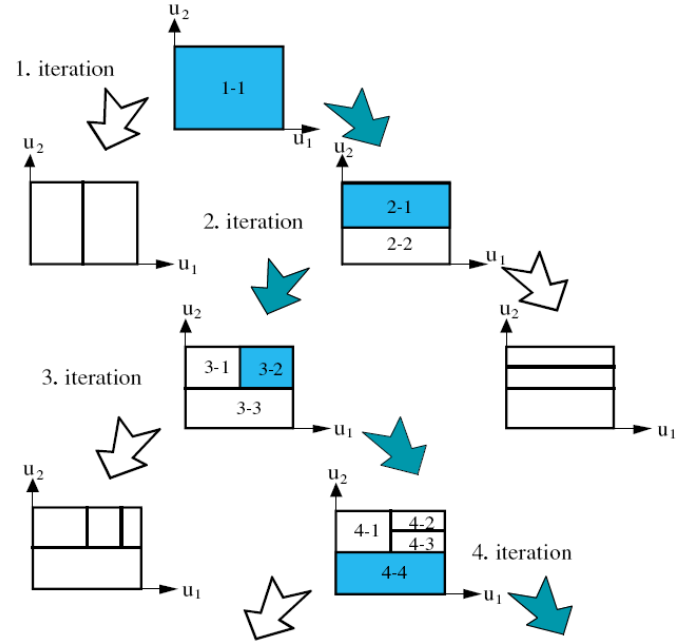 u₂
1. iteration
1-1
u₁
u₂
u₁
u₂
2. iteration
2-1
2-2
u₁
u₂
3. iteration
3-1
3-2
3-3
u₁
u₁
u₂
u₁
u₂
4-1
4-2
4-3
4-4
u₁
4. iteration